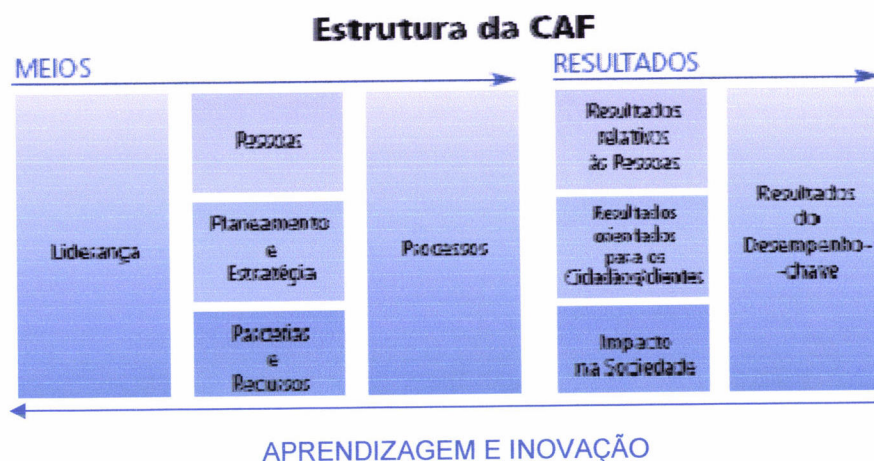 Estrutura da CAF
MEIOS
RESULTADOS
Liderança
Pessoas
Planeamento
e
Estratégia
Parcerias
e
Recursos
Processos
Resultados
relativos
às Pessoas
Resultados
orientados
para os
Cidadãos/clientes
Impacto
na Sociedade
Resultados
do
Desempenho-
-chave
APRENDIZAGEM E INOVAÇÃO